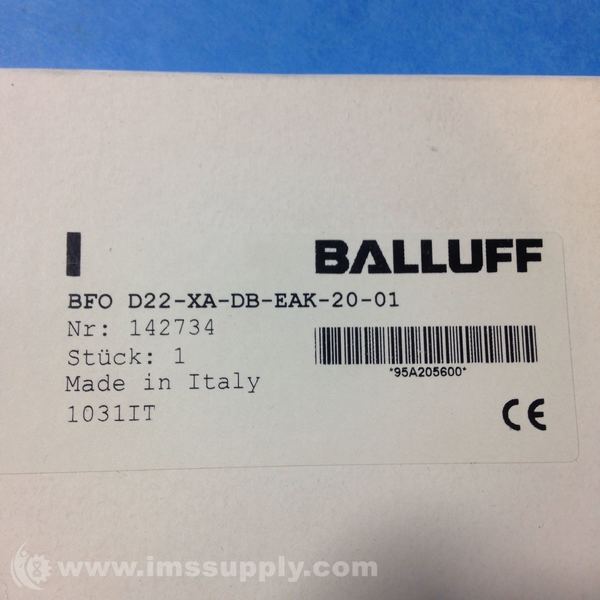 BALLUFF
BFO D22-XA-DB-EAK-20-01
Nr: 142734
Stück: 1
Made in Italy
1031IT
*95A205600*
CE
www.imssupply.com